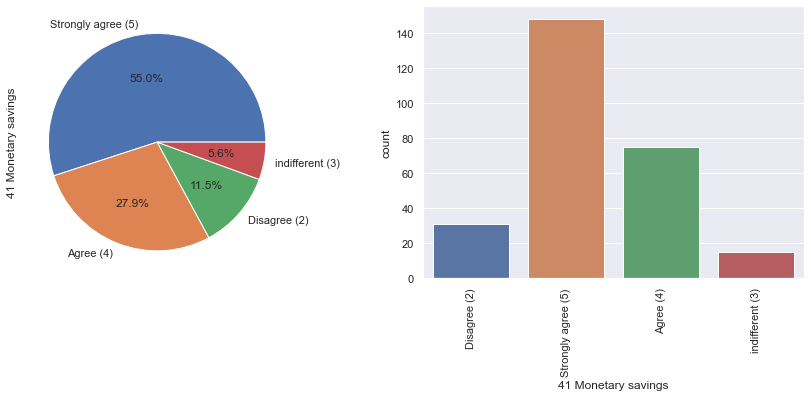 Strongly agree (5)
55.0%
41 Monetary savings
5.6%
indifferent (3)
11.5%
27.9%
Disagree (2)
Agree (4)
140
120
100
80
60
40
20
0
count
Disagree (2)
Strongly agree (5)
Agree (4)
indifferent (3)
41 Monetary savings